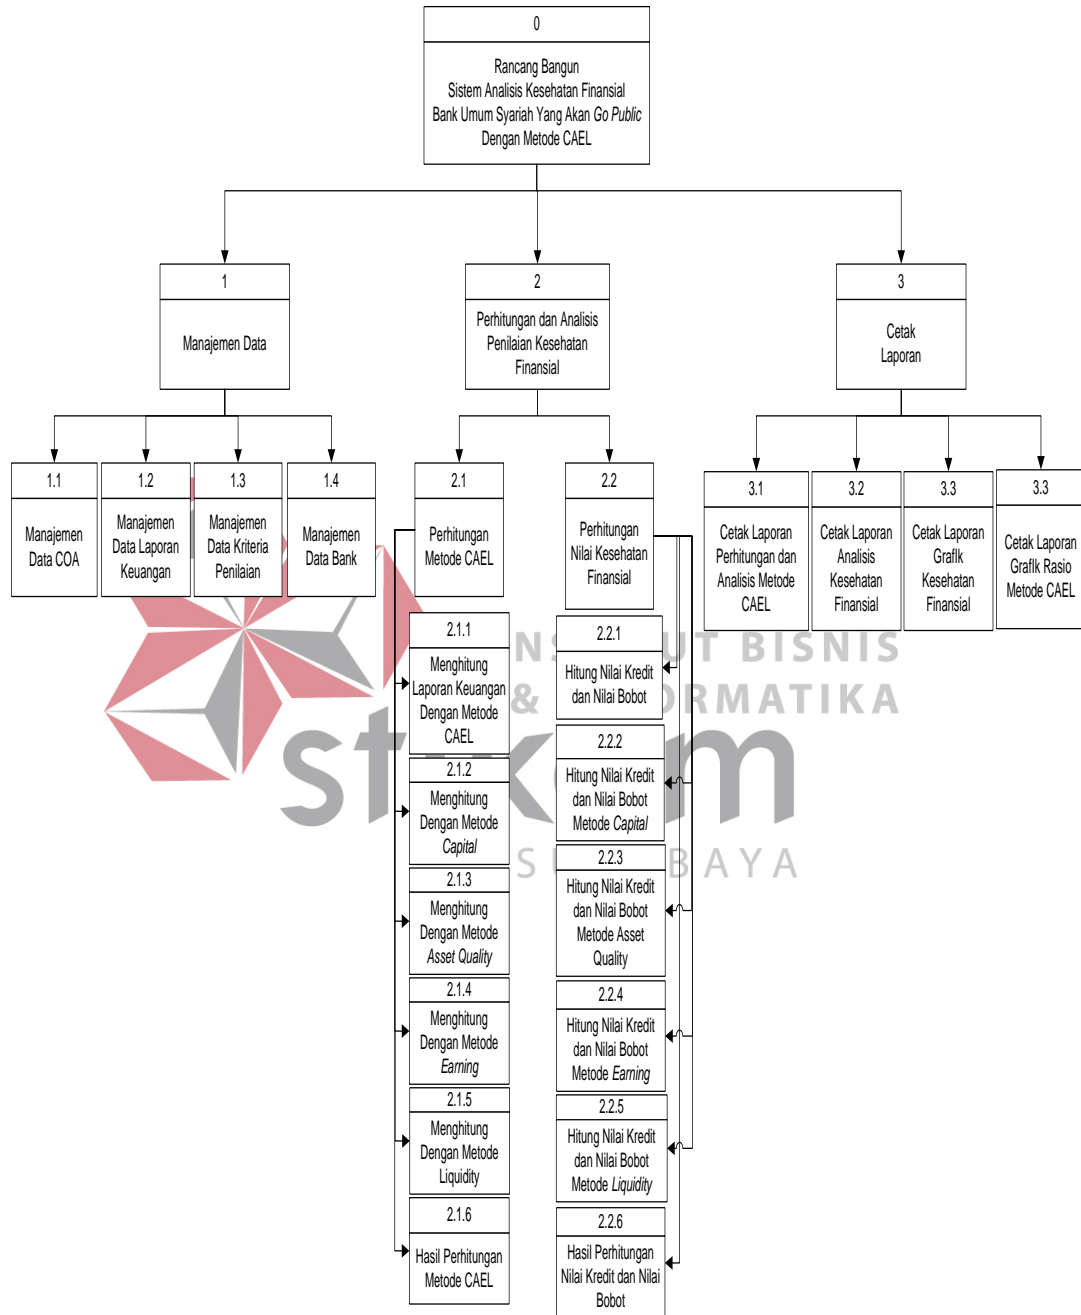 0
Rancang Bangun
Sistem Analisis Kesehatan Finansial
Bank Umum Syariah Yang Akan Go Public
Dengan Metode CAEL
1
Manajemen Data
2
Perhitungan dan Analisis
Penilaian Kesehatan
Finansial
3
Cetak
Laporan
1.1
Manajemen
Data COA
1.2
Manajemen
Data Laporan
Keuangan
1.3
Manajemen
Data Kriteria
Penilaian
1.4
Manajemen
Data Bank
2.1
Perhitungan
Metode CAEL
2.2
Perhitungan
Nilai Kesehatan
Finansial
3.1
Cetak Laporan
Perhitungan dan
Analisis Metode
CAEL
3.2
Cetak Laporan
Analisis
Kesehatan
Finansial
3.3
Cetak Laporan
GrafIk
Kesehatan
Finansial
3.3
Cetak Laporan
GrafIk Rasio
Metode CAEL
2.1.1
Menghitung
Laporan Keuangan
Dengan Metode
CAEL
2.1.2
Menghitung
Dengan Metode
Capital
2.1.3
Menghitung
Dengan Metode
Asset Quality
2.1.4
Menghitung
Dengan Metode
Earning
2.1.5
Menghitung
Dengan Metode
Liquidity
2.1.6
Hasil Perhitungan
Metode CAEL
2.2.1
Hitung Nilai Kredit
dan Nilai Bobot
2.2.2
Hitung Nilai Kredit
dan Nilai Bobot
Metode Capital
2.2.3
Hitung Nilai Kredit
dan Nilai Bobot
Metode Asset
Quality
2.2.4
Hitung Nilai Kredit
dan Nilai Bobot
Metode Earning
2.2.5
Hitung Nilai Kredit
dan Nilai Bobot
Metode Liquidity
2.2.6
Hasil Perhitungan
Nilai Kredit dan Nilai
Bobot
BISNIS
&